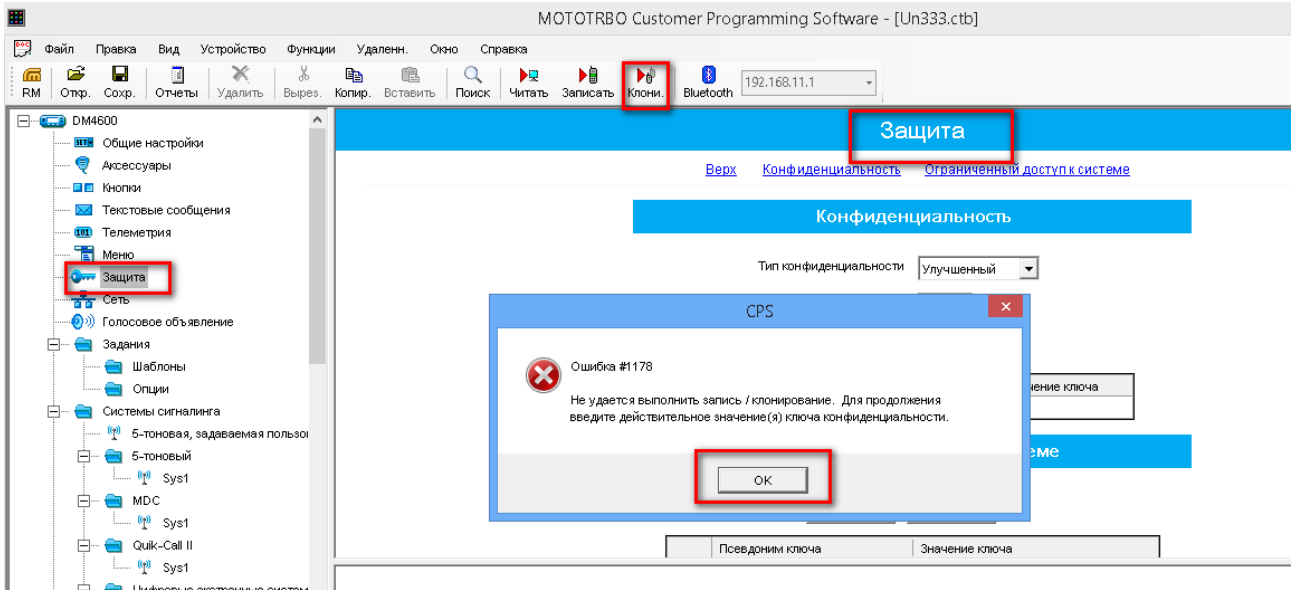 MOTOTRBO Customer Programming Software - [Un333.ctb]
Файл Правка Вид Устройство Функции Удаленн. Окно Справка
RM Откр. Сохр. Отчеты Удалить Вырез. Копир. Вставить Поиск Читать Записать Клони. Bluetooth 192.168.11.1
DM4600
Общие настройки
Аксессуары
Кнопки
Текстовые сообщения
Телеметрия
Меню
Защита
Сеть
Голосовое объявление
Задания
Шаблоны
Опции
Системы сигналинга
5-тоновая, задаваемая пользо
5-тоновый
Sys1
MDC
Sys1
Quik-Call II
Sys1
Защита
Верх Конфиденциальность Ограниченный доступ к системе
Конфиденциальность
Тип конфиденциальности Улучшенный
CPS
Ошибка #1178
Не удается выполнить запись / клонирование. Для продолжения
введите действительное значение(я) ключа конфиденциальности.
OK
ение ключа
еме
Псевдоним ключа Значение ключа